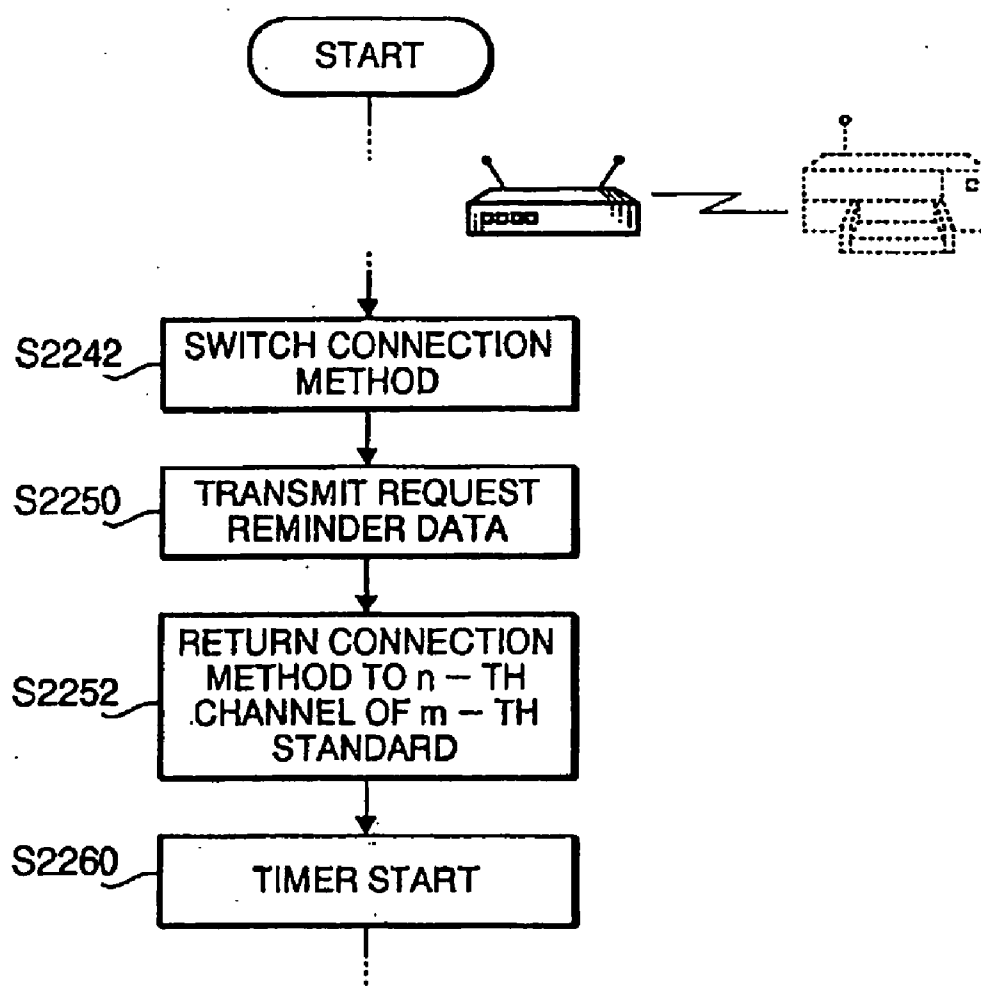 START
S2242
SWITCH CONNECTION
METHOD
S2250
TRANSMIT REQUEST
REMINDER DATA
S2252
RETURN CONNECTION
METHOD TO n – TH
CHANNEL OF m – TH
STANDARD
S2260
TIMER START